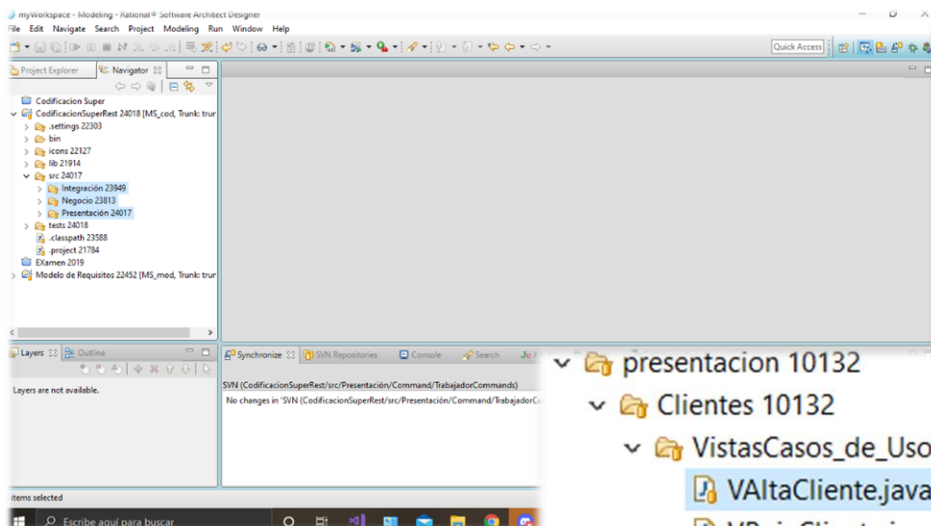 myWorkspace - Modeling - Rational® Software Architect Designer
File Edit Navigate Search Project Modeling Run Window Help
Quick Access
Project Explorer Navigator
Codificacion Super
CodificacionSuperRest 24018 [MS_cod, Trunk: trur
.settings 22303
bin
icons 22127
lib 21914
src 24017
Integración 23949
Negocio 23813
Presentación 24017
tests 24018
.classpath 23588
.project 21784
EXamen 2019
Modelo de Requisitos 22452 [MS_mod, Trunk: trur
Layers Outline
Layers are not available.
Synchronize SVN Repositories Console Search
SVN (CodificacionSuperRest/src/Presentación/Command/TrabajadorCommands)
No changes in 'SVN (CodificacionSuperRest/src/Presentación/Command/TrabajadorCo
presentacion 10132
Clientes 10132
VistasCasos_de_Uso
VAltaCliente.java
items selected
Escribe aquí para buscar